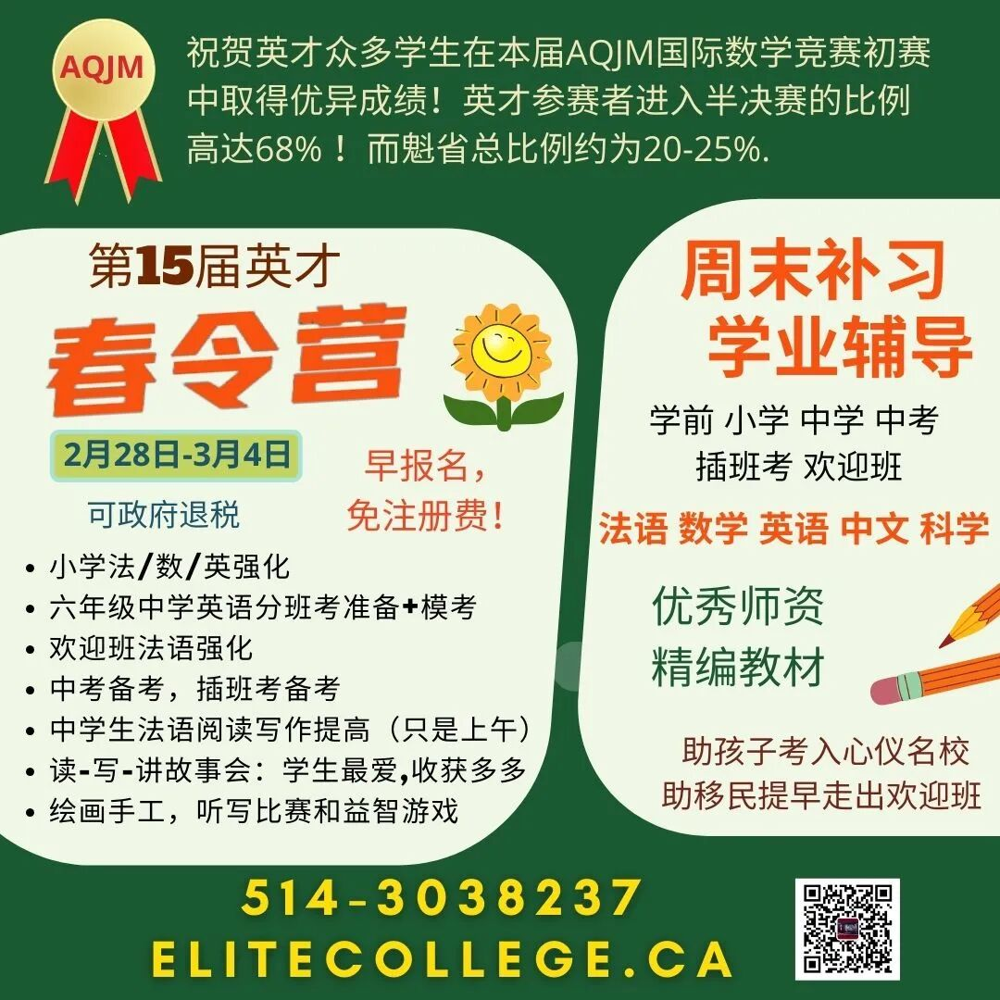 AQJM
祝贺英才众多学生在本届AQJM国际数学竞赛初赛
中取得优异成绩！英才参赛者进入半决赛的比例
高达68%！而魁省总比例约为20-25%.
第15届英才
春令营
2月28日-3月4日
可政府退税
早报名，
免注册费！
• 小学法/数/英强化
• 六年级中学英语分班考准备+模考
• 欢迎班法语强化
• 中考备考，插班考备考
• 中学生法语阅读写作提高（只是上午）
• 读-写-讲故事会：学生最爱,收获多多
• 绘画手工，听写比赛和益智游戏
周末补习
学业辅导
学前 小学 中学 中考
插班考 欢迎班
法语 数学 英语 中文 科学
优秀师资
精编教材
助孩子考入心仪名校
助移民提早走出欢迎班
514-3038237
ELITECOLLEGE.CA